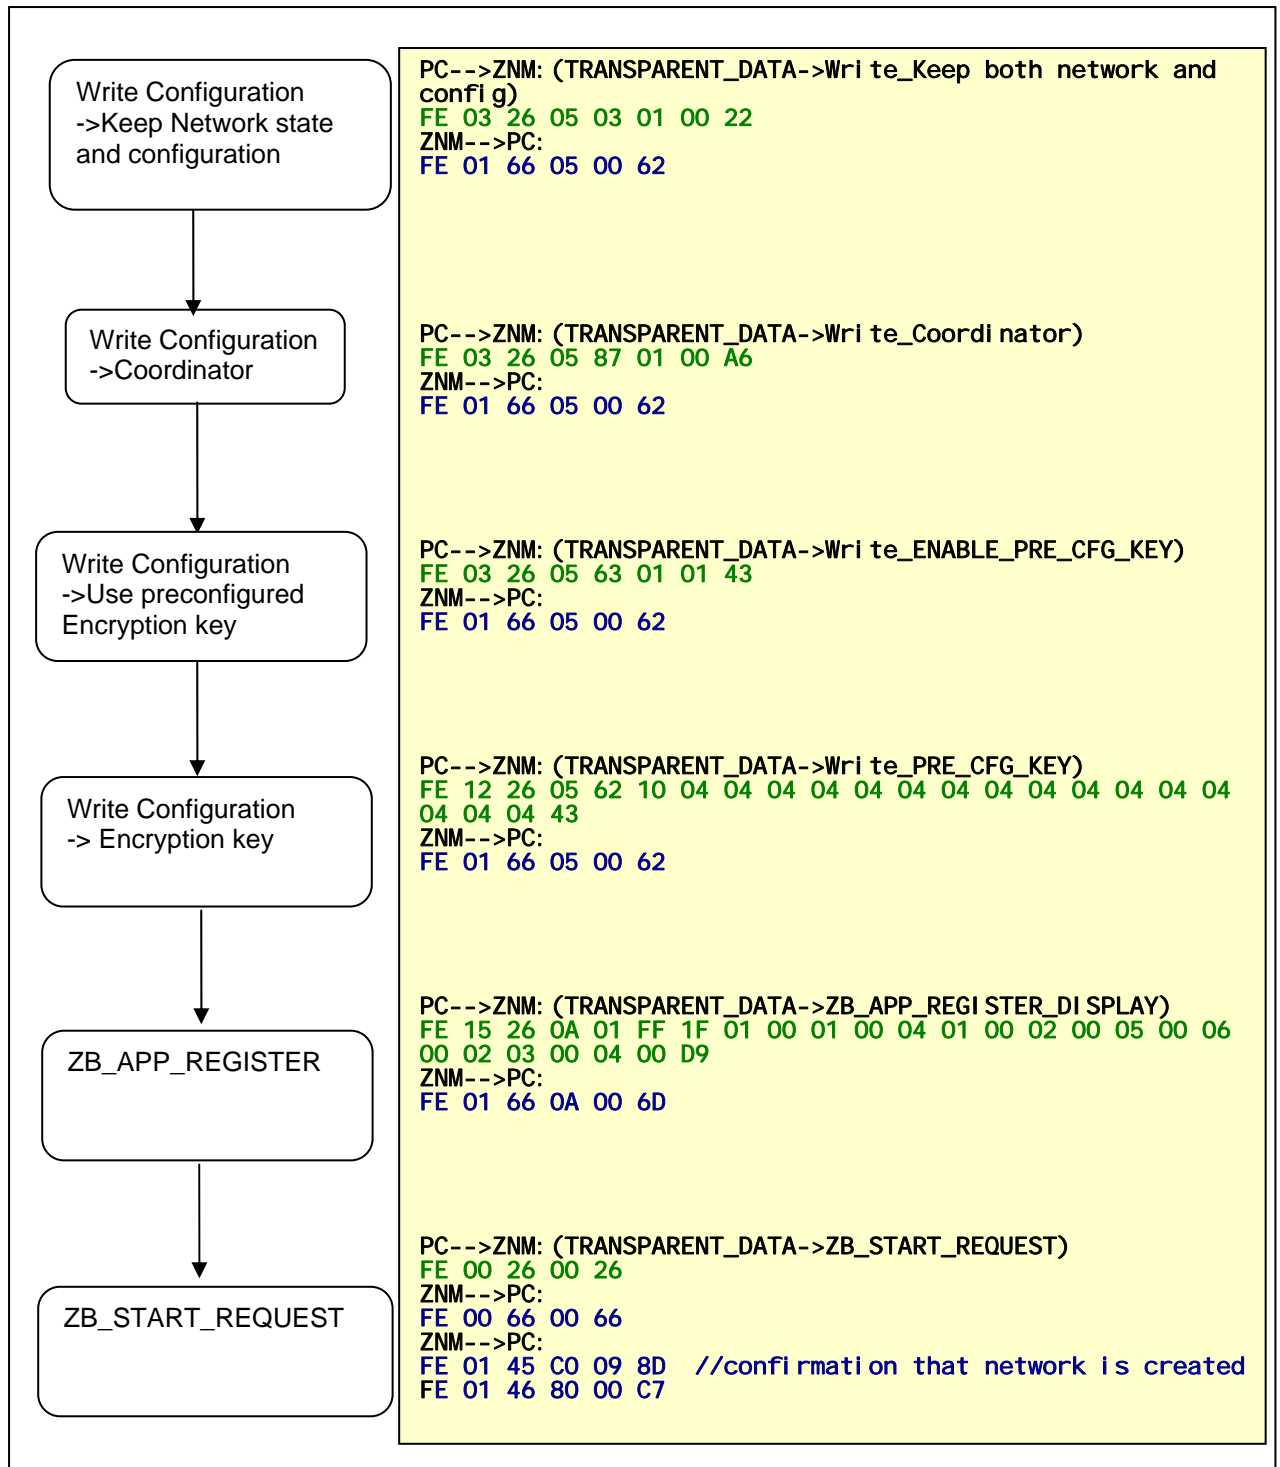 Write Configuration
->Keep Network state
and configuration
PC-->ZNM: (TRANSPARENT_DATA->Write_Keep both network and
config)
FE 03 26 05 03 01 00 22
ZNM-->PC:
FE 01 66 05 00 62
Write Configuration
->Coordinator
PC-->ZNM: (TRANSPARENT_DATA->Write_Coordinator)
FE 03 26 05 87 01 00 A6
ZNM-->PC:
FE 01 66 05 00 62
Write Configuration
->Use preconfigured
Encryption key
PC-->ZNM: (TRANSPARENT_DATA->Write_ENABLE_PRE_CFG_KEY)
FE 03 26 05 63 01 01 43
ZNM-->PC:
FE 01 66 05 00 62
Write Configuration
-> Encryption key
PC-->ZNM: (TRANSPARENT_DATA->Write_PRE_CFG_KEY)
FE 12 26 05 62 10 04 04 04 04 04 04 04 04 04 04 04 04 04
04 04 04 43
ZNM-->PC:
FE 01 66 05 00 62
ZB_APP_REGISTER
PC-->ZNM: (TRANSPARENT_DATA->ZB_APP_REGISTER_DISPLAY)
FE 15 26 0A 01 FF 1F 01 00 01 00 04 01 00 02 00 05 00 06
00 02 03 00 04 00 D9
ZNM-->PC:
FE 01 66 0A 00 6D
ZB_START_REQUEST
PC-->ZNM: (TRANSPARENT_DATA->ZB_START_REQUEST)
FE 00 26 00 26
ZNM-->PC:
FE 00 66 00 66
ZNM-->PC:
FE 01 45 C0 09 8D //confirmation that network is created
FE 01 46 80 00 C7